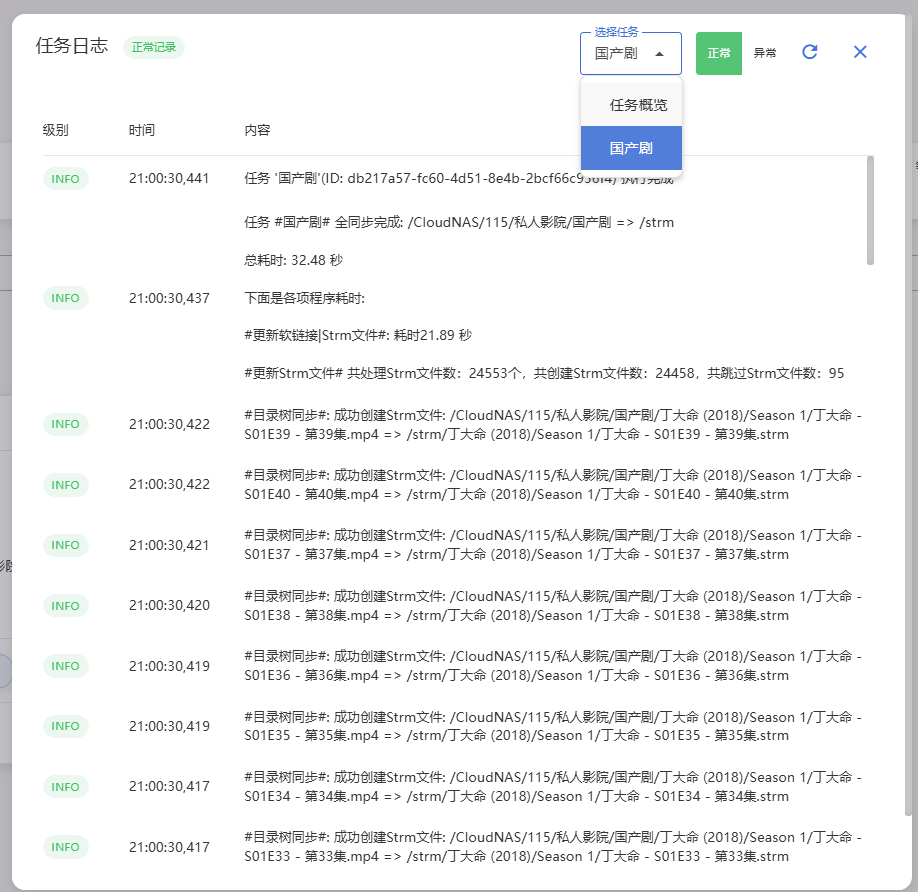 任务日志
正常记录
选择任务
国产剧
正常
异常
任务概览
国产剧
级别
时间
内容
INFO
21:00:30,441
任务 '国产剧'(ID: db217a57-fc60-4d51-8e4b-2bcf66c956f4) 执行完成
任务 #国产剧# 全同步完成: /CloudNAS/115/私人影院/国产剧 => /strm
总耗时: 32.48 秒
INFO
21:00:30,437
下面是各项程序耗时:
#更新软链接|Strm文件#: 耗时21.89 秒
#更新Strm文件# 共处理Strm文件数：24553个，共创建Strm文件数：24458，共跳过Strm文件数：95
INFO
21:00:30,422
#目录树同步#: 成功创建Strm文件: /CloudNAS/115/私人影院/国产剧/丁大命 (2018)/Season 1/丁大命 -
S01E39 - 第39集.mp4 => /strm/丁大命 (2018)/Season 1/丁大命 - S01E39 - 第39集.strm
INFO
21:00:30,422
#目录树同步#: 成功创建Strm文件: /CloudNAS/115/私人影院/国产剧/丁大命 (2018)/Season 1/丁大命 -
S01E40 - 第40集.mp4 => /strm/丁大命 (2018)/Season 1/丁大命 - S01E40 - 第40集.strm
INFO
21:00:30,421
#目录树同步#: 成功创建Strm文件: /CloudNAS/115/私人影院/国产剧/丁大命 (2018)/Season 1/丁大命 -
S01E37 - 第37集.mp4 => /strm/丁大命 (2018)/Season 1/丁大命 - S01E37 - 第37集.strm
INFO
21:00:30,420
#目录树同步#: 成功创建Strm文件: /CloudNAS/115/私人影院/国产剧/丁大命 (2018)/Season 1/丁大命 -
S01E38 - 第38集.mp4 => /strm/丁大命 (2018)/Season 1/丁大命 - S01E38 - 第38集.strm
INFO
21:00:30,419
#目录树同步#: 成功创建Strm文件: /CloudNAS/115/私人影院/国产剧/丁大命 (2018)/Season 1/丁大命 -
S01E36 - 第36集.mp4 => /strm/丁大命 (2018)/Season 1/丁大命 - S01E36 - 第36集.strm
INFO
21:00:30,419
#目录树同步#: 成功创建Strm文件: /CloudNAS/115/私人影院/国产剧/丁大命 (2018)/Season 1/丁大命 -
S01E35 - 第35集.mp4 => /strm/丁大命 (2018)/Season 1/丁大命 - S01E35 - 第35集.strm
INFO
21:00:30,417
#目录树同步#: 成功创建Strm文件: /CloudNAS/115/私人影院/国产剧/丁大命 (2018)/Season 1/丁大命 -
S01E34 - 第34集.mp4 => /strm/丁大命 (2018)/Season 1/丁大命 - S01E34 - 第34集.strm
INFO
21:00:30,417
#目录树同步#: 成功创建Strm文件: /CloudNAS/115/私人影院/国产剧/丁大命 (2018)/Season 1/丁大命 -
S01E33 - 第33集.mp4 => /strm/丁大命 (2018)/Season 1/丁大命 - S01E33 - 第33集.strm